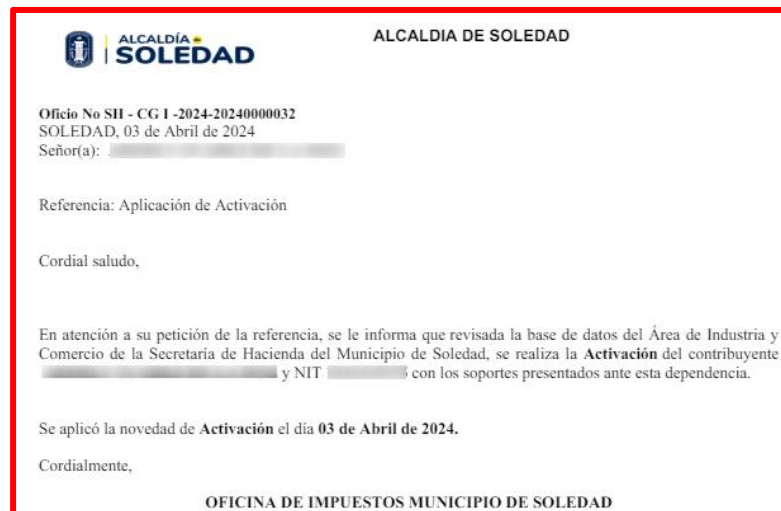 ALCALDÍA DE
SOLEDAD
ALCALDIA DE SOLEDAD
Oficio No SH - CG I -2024-20240000032
SOLEDAD, 03 de Abril de 2024
Señor(a):
Referencia: Aplicación de Activación
Cordial saludo,
En atención a su petición de la referencia, se le informa que revisada la base de datos del Área de Industria y
Comercio de la Secretaría de Hacienda del Municipio de Soledad, se realiza la Activación del contribuyente
y NIT con los soportes presentados ante esta dependencia.
Se aplicó la novedad de Activación el día 03 de Abril de 2024.
Cordialmente,
OFICINA DE IMPUESTOS MUNICIPIO DE SOLEDAD